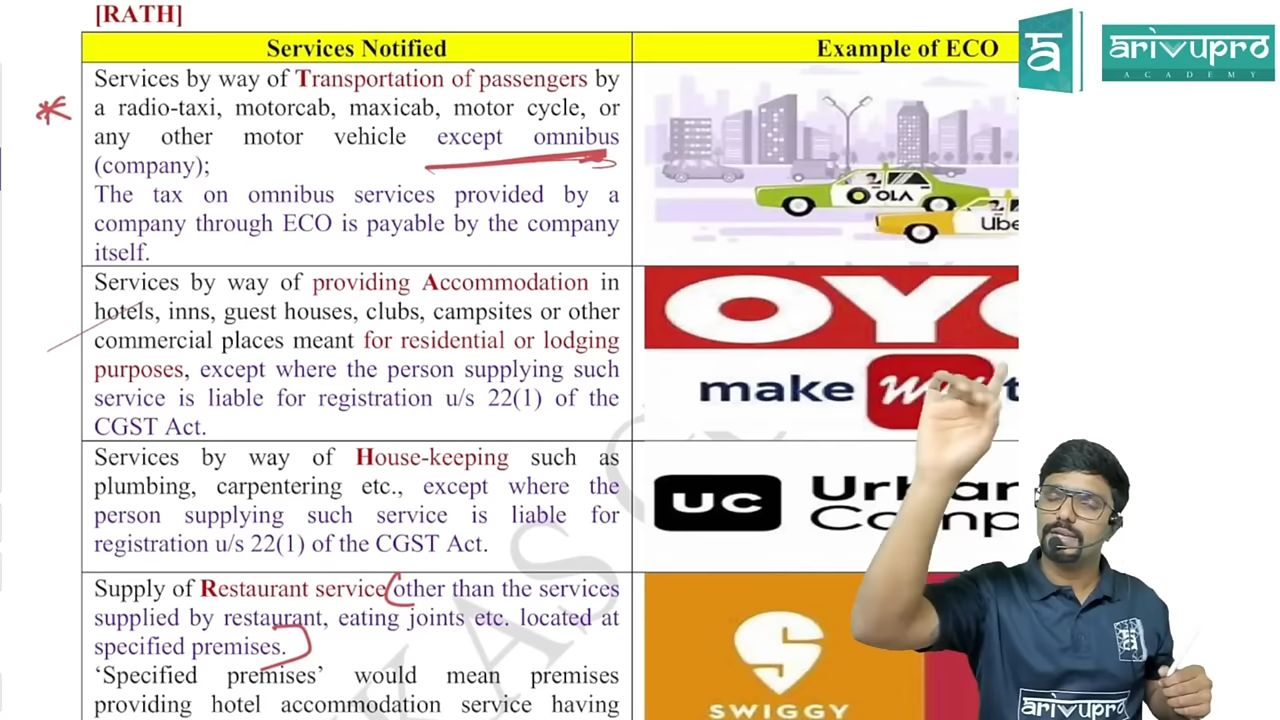 [RATH]
Services Notified
Example of ECO
Services by way of Transportation of passengers by
a radio-taxi, motorcab, maxicab, motor cycle, or
any other motor vehicle except omnibus
(company);
The tax on omnibus services provided by a
company through ECO is payable by the company
itself.
OLA
Ube
Services by way of providing Accommodation in
hotels, inns, guest houses, clubs, campsites or other
commercial places meant for residential or lodging
purposes, except where the person supplying such
service is liable for registration u/s 22(1) of the
CGST Act.
OYO
make my t
Services by way of House-keeping such as
plumbing, carpentering etc., except where the
person supplying such service is liable for
registration u/s 22(1) of the CGST Act.
UC
Urban
Comp
Supply of Restaurant service other than the services
supplied by restaurant, eating joints etc. located at
specified premises.
'Specified premises' would mean premises
providing hotel accommodation service having
SWIGGY
arivupro
ACADEMY
arivupro